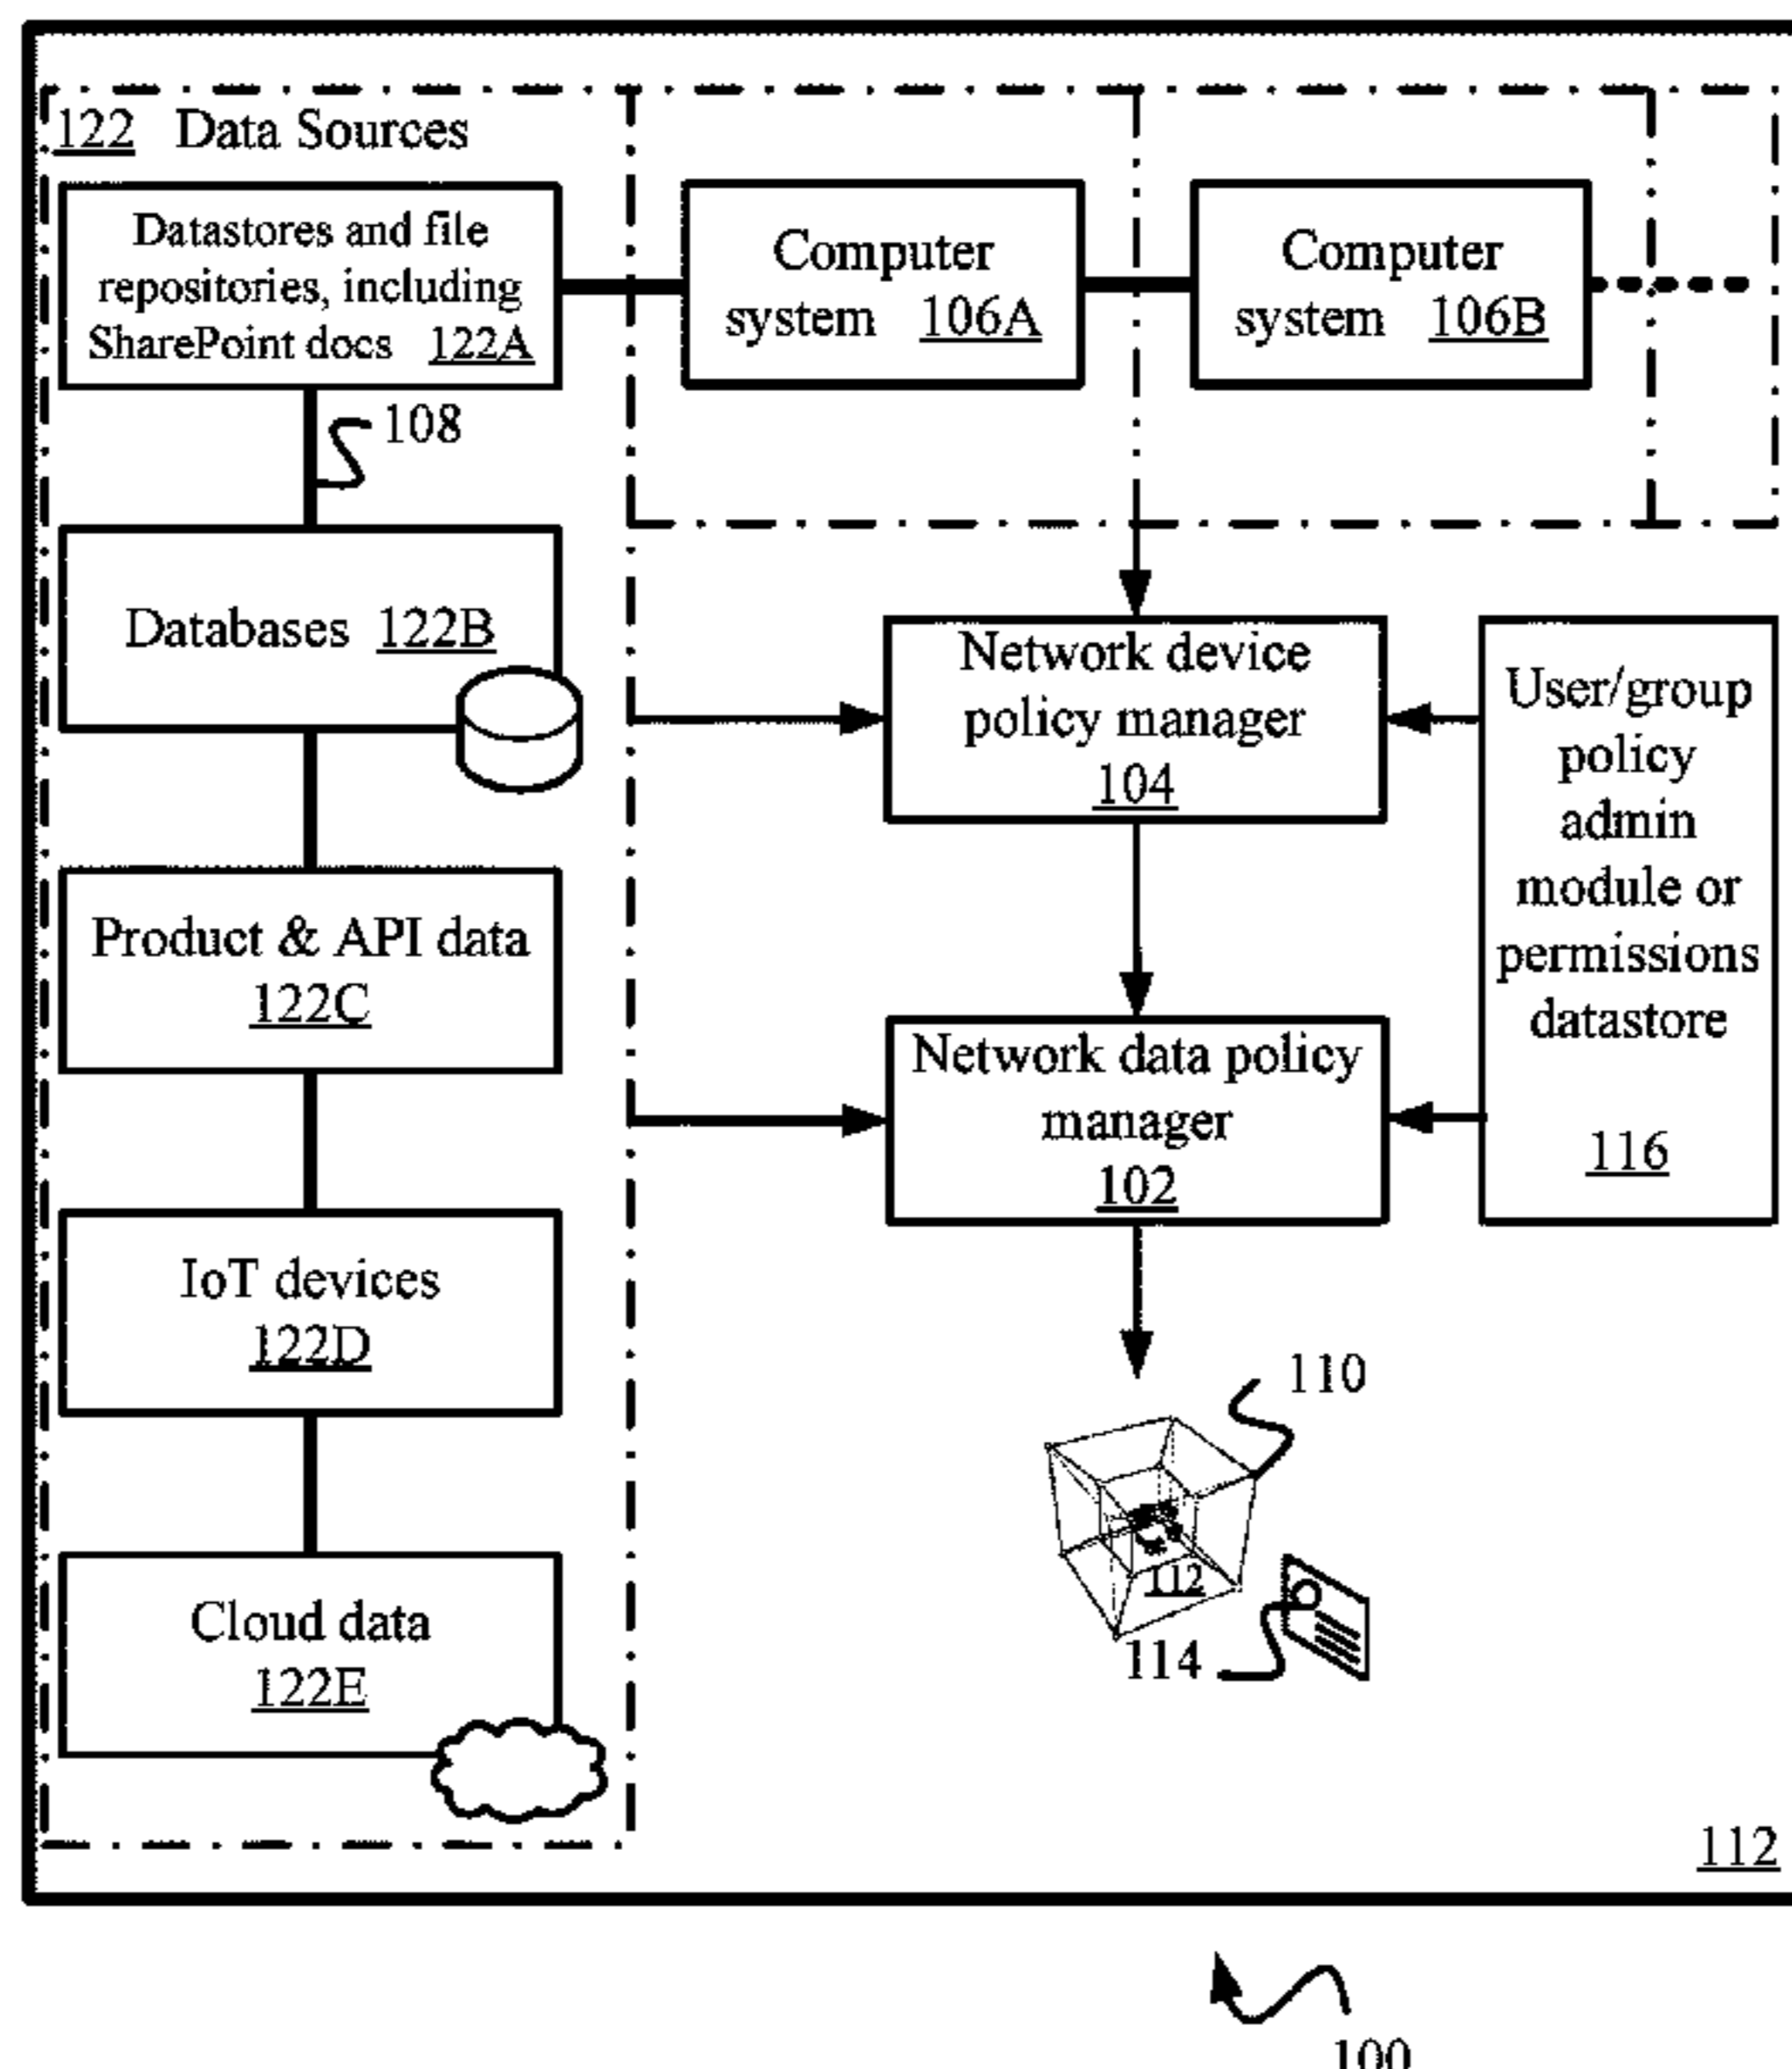 122 Data Sources
Datastores and file
repositories, including
SharePoint docs 122A
Computer
system 106A
Computer
system 106B
108
Databases 122B
Network device
policy manager
104
User/group
policy
admin
module or
permissions
datastore
116
Product & API data
122C
Network data policy
manager
102
IoT devices
122D
110
112
114
Cloud data
122E
112
100